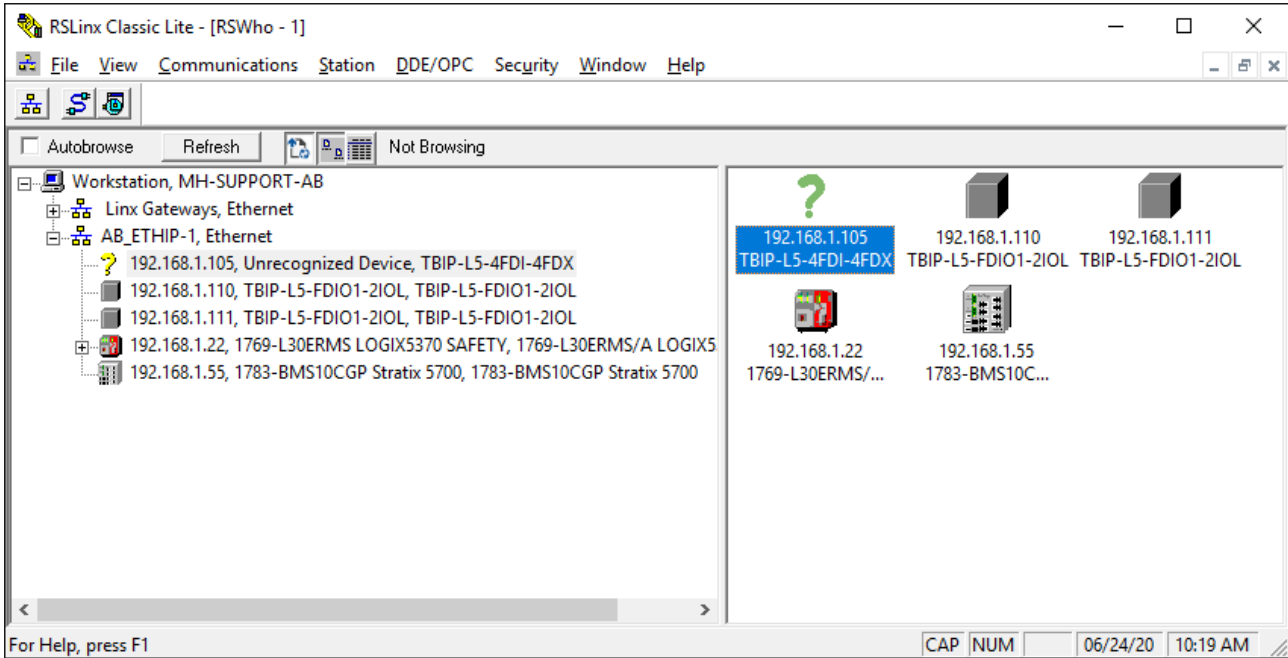 RSLinx Classic Lite - [RSWho - 1]
File View Communications Station DDE/OPC Security Window Help
Autobrowse Refresh Not Browsing
Workstation, MH-SUPPORT-AB
Linx Gateways, Ethernet
AB_ETHIP-1, Ethernet
192.168.1.105, Unrecognized Device, TBIP-L5-4FDI-4FDX
192.168.1.110, TBIP-L5-FDIO1-2IOL, TBIP-L5-FDIO1-2IOL
192.168.1.111, TBIP-L5-FDIO1-2IOL, TBIP-L5-FDIO1-2IOL
192.168.1.22, 1769-L30ERMS LOGIX5370 SAFETY, 1769-L30ERMS/A LOGIX5
192.168.1.55, 1783-BMS10CGP Stratix 5700, 1783-BMS10CGP Stratix 5700
192.168.1.105
TBIP-L5-4FDI-4FDX
192.168.1.110
TBIP-L5-FDIO1-2IOL
192.168.1.111
TBIP-L5-FDIO1-2IOL
192.168.1.22
1769-L30ERMS/...
192.168.1.55
1783-BMS10C...
For Help, press F1
CAP NUM 06/24/20 10:19 AM